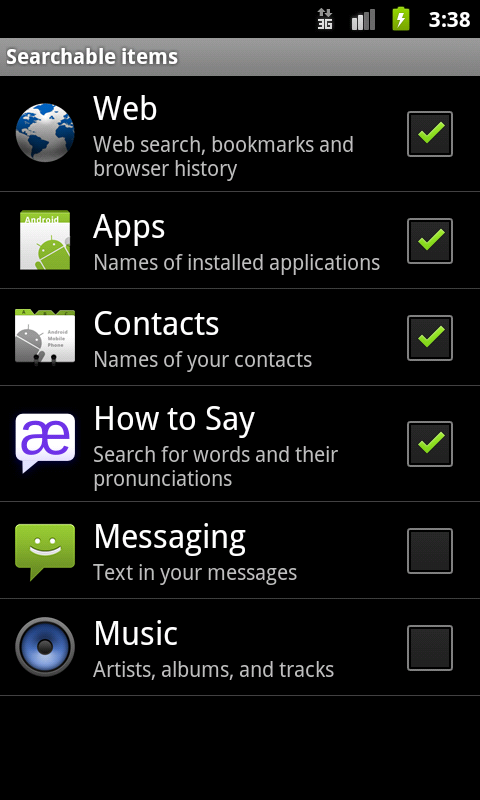 3G 3:38
Searchable items
Web
Web search, bookmarks and
browser history
Android
Apps
Names of installed applications
Contacts
Android
Mobile
Phone
Names of your contacts
æ
How to Say
Search for words and their
pronunciations
Messaging
Text in your messages
Music
Artists, albums, and tracks